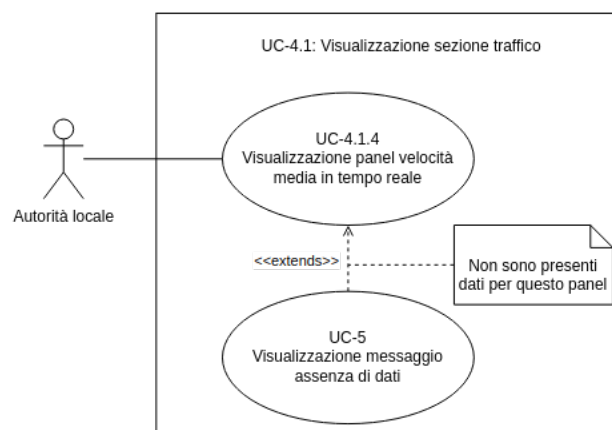 UC-4.1: Visualizzazione sezione traffico
UC-4.1.4
Visualizzazione panel velocità
media in tempo reale
Autorità locale
<<extends>>
Non sono presenti
dati per questo panel
UC-5
Visualizzazione messaggio
assenza di dati